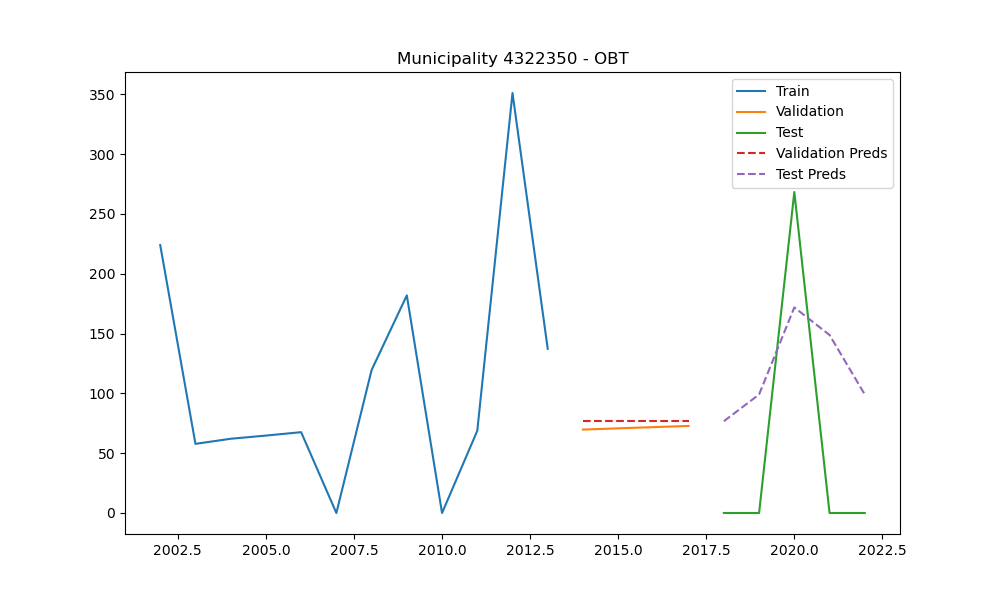 Municipality 4322350 - OBT
Train
Validation
Test
Validation Preds
Test Preds
350
300
250
200
150
100
50
0
2002.5 2005.0 2007.5 2010.0 2012.5 2015.0 2017.5 2020.0 2022.5